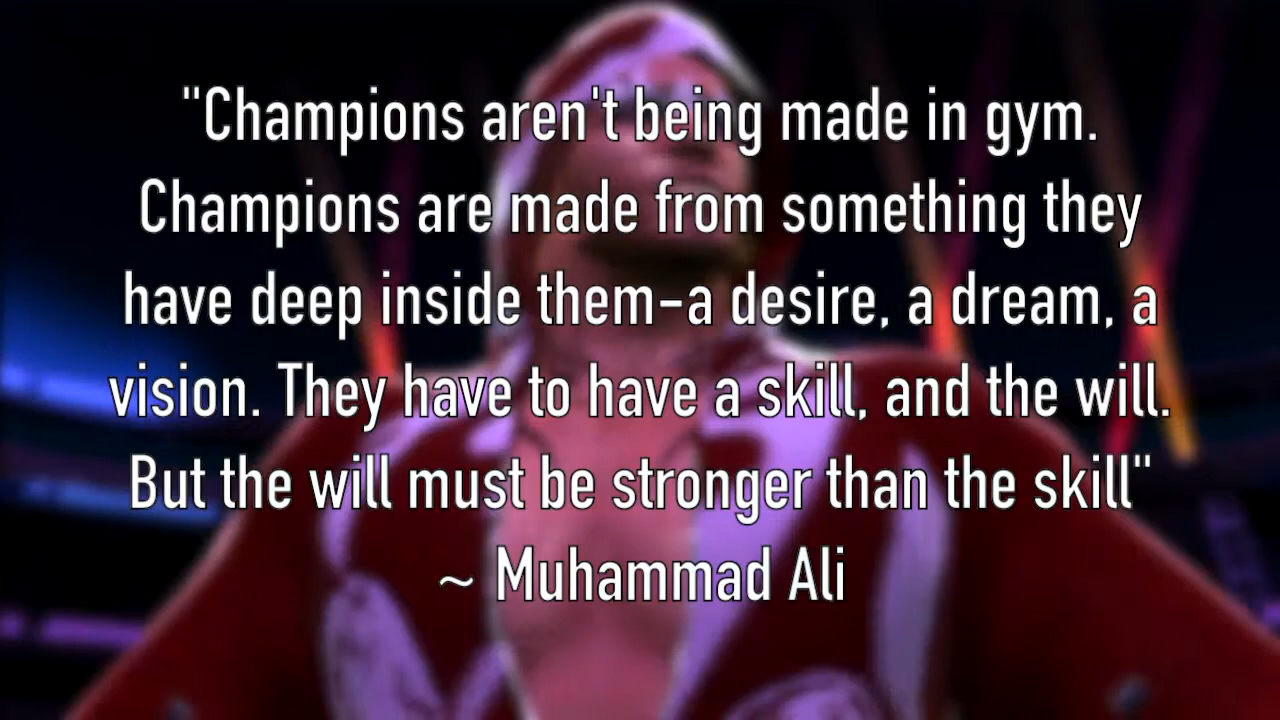 "Champions aren't being made in gym.
Champions are made from something they
have deep inside them-a desire, a dream, a
vision. They have to have a skill, and the will.
But the will must be stronger than the skill"
~ Muhammad Ali